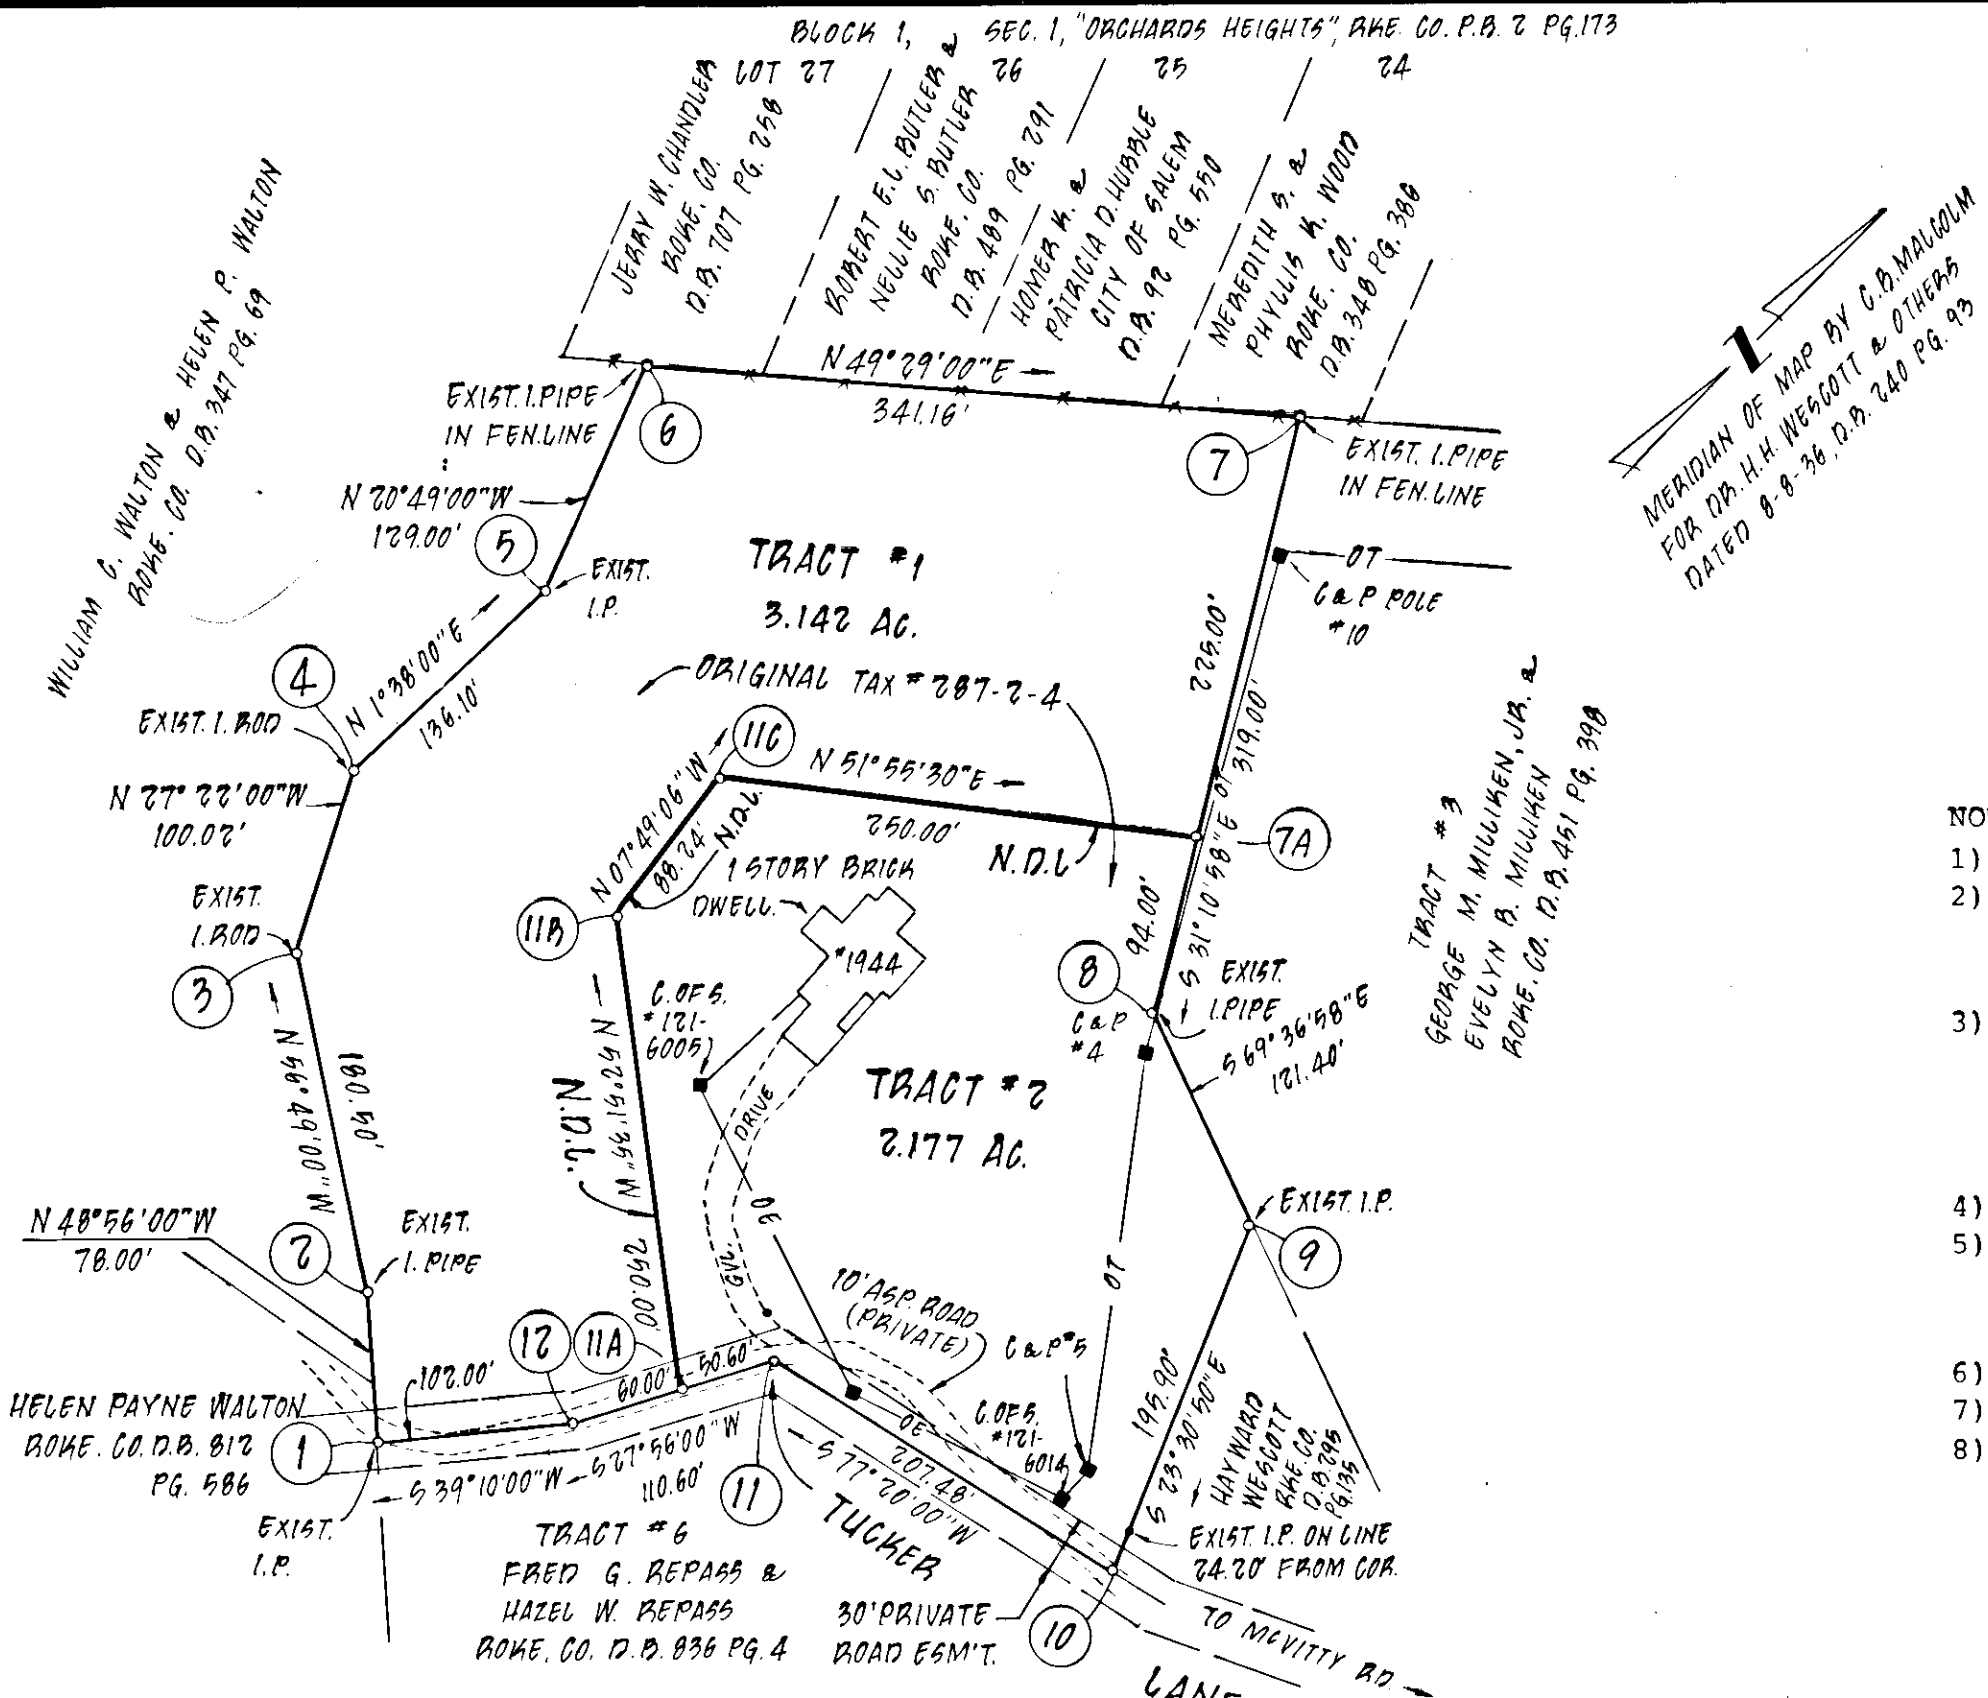 BLOCK 1, SEC. 1, "ORCHARDS HEIGHTS", RKE. CO. P.B. 2 PG.173
LOT 27
26
25
24
JERRY W. CHANDLER
ROKE. CO.
D.B. 707 PG. 258
ROBERT E.L. BUTLER &
NELLIE S. BUTLER
ROKE. CO.
D.B. 489 PG. 291
HOMER K. &
PATRICIA D. HUBBLE
CITY OF SALEM
D.B. 92 PG. 550
MEREDITH S. &
PHYLLIS K. WOOD
ROKE. CO.
D.B. 348 PG. 386
WILLIAM C. WALTON & HELEN P. WALTON
ROKE. CO. D.B. 347 PG. 69
MERIDIAN OF MAP BY C.B. MALCOLM
FOR DR. H.H. WESCOTT & OTHERS
DATED 8-8-36, D.B. 240 PG. 93
N 49°29'00"E
341.16'
EXIST. I. PIPE
IN FEN. LINE
6
7
EXIST. I. PIPE
IN FEN. LINE
N 20°49'00"W
129.00'
5
EXIST.
I.P.
TRACT #1
3.142 AC.
OT
C & P POLE
#10
225.00'
319.00'
ORIGINAL TAX # 287-2-4
4
N 1°38'00"E
136.10'
EXIST. I. ROD
N 27°22'00"W
100.02'
11C
N 51°55'30"E
250.00'
N.D.L
7A
N 07°49'06"W
88.24'
N.D.L.
11B
1 STORY BRICK
DWELL.
#1944
EXIST.
I. ROD
3
94.00'
S 31°10'58"E
OT
8
EXIST.
I. PIPE
C & P
#4
S 69°36'58"E
121.40'
TRACT #3
GEORGE M. MILLIKEN, JR. &
EVELYN B. MILLIKEN
ROKE. CO. D.B. 451 PG. 398
NO
1)
2)
3)
4)
5)
6)
7)
8)
C. OF S.
#121-
6005)
N 52°51'35"W
250.00'
N.D.L.
TRACT #2
2.177 AC.
DRIVE
GVL.
OE
N 56°49'00"W
180.50'
N 48°56'00"W
78.00'
2
EXIST.
I. PIPE
EXIST. I.P.
9
OT
10' ASP. ROAD
(PRIVATE)
C & P #5
C. OF S.
#121-
6014
12
11A
102.00'
60.00'
50.60'
HELEN PAYNE WALTON
ROKE. CO. D.B. 812
PG. 586
1
EXIST.
I.P.
S 39°10'00"W
S 27°56'00"W
110.60'
11
OE
207.48'
S 77°20'00"W
195.90'
S 23°30'50"E
HAYWARD
WESCOTT
RKE. CO.
D.B. 295
PG. 135
EXIST. I.P. ON LINE
24.20' FROM COR.
TRACT #6
FRED G. REPASS &
HAZEL W. REPASS
ROKE. CO. D.B. 836 PG. 4
TUCKER
30' PRIVATE
ROAD ESM'T.
10
TO MCVITTY RD.
LANE